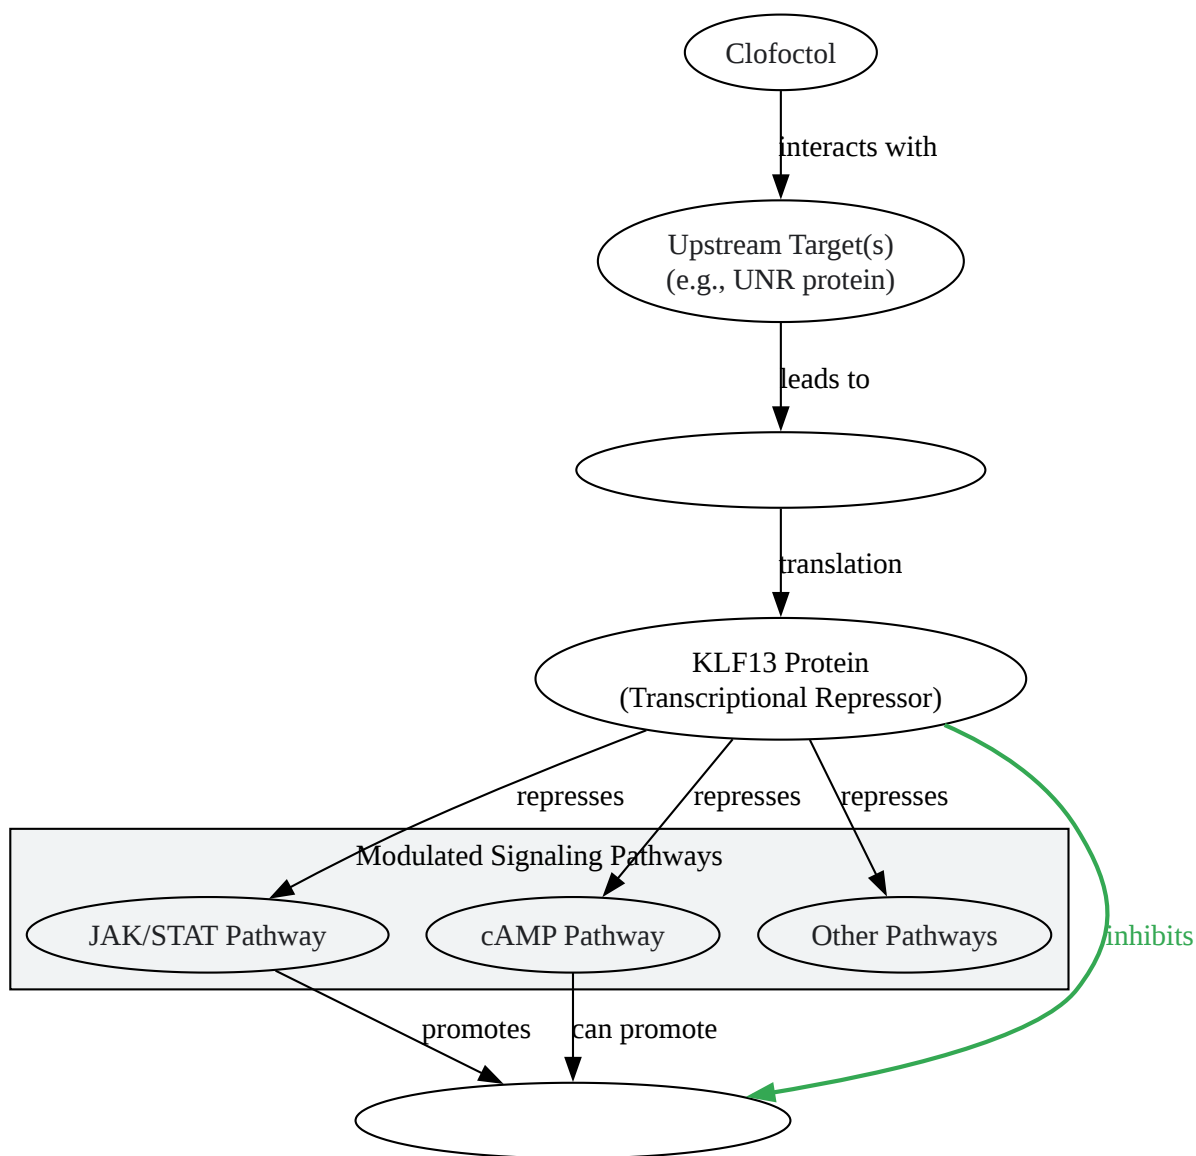 Clofoctol
interacts with
Upstream Target(s)
(e.g., UNR protein)
leads to
translation
KLF13 Protein
(Transcriptional Repressor)
represses
represses
represses
Modulated Signaling Pathways
JAK/STAT Pathway
cAMP Pathway
Other Pathways
inhibits
promotes
can promote